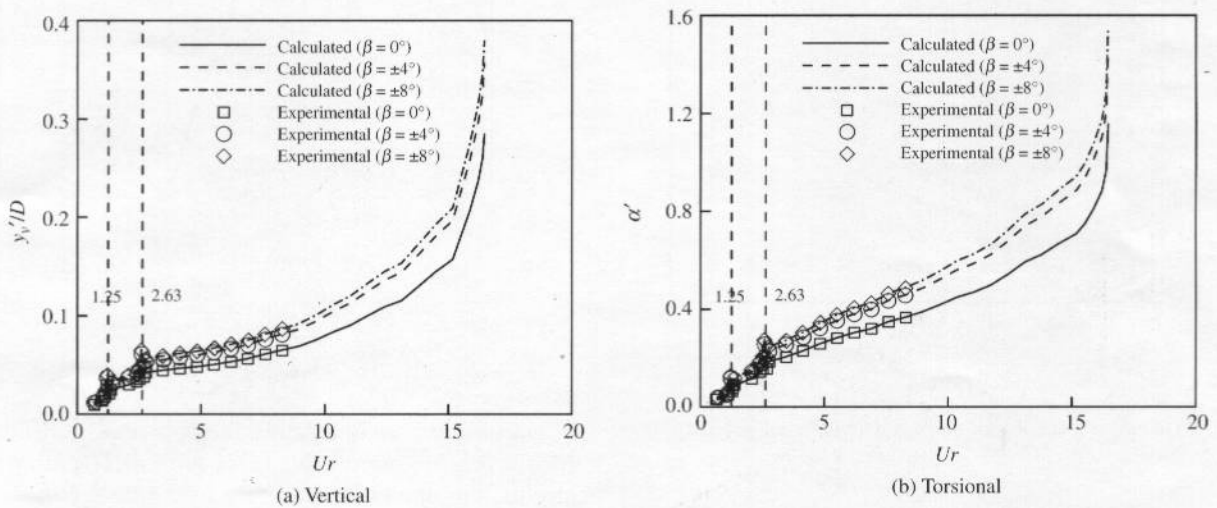 0.4
0.3
0.2
0.1
0.0
y_v'/D
Calculated (β = 0°)
Calculated (β = ±4°)
Calculated (β = ±8°)
Experimental (β = 0°)
Experimental (β = ±4°)
Experimental (β = ±8°)
1.25
2.63
0
5
10
15
20
Ur
(a) Vertical
1.6
1.2
0.8
0.4
0.0
α'
Calculated (β = 0°)
Calculated (β = ±4°)
Calculated (β = ±8°)
Experimental (β = 0°)
Experimental (β = ±4°)
Experimental (β = ±8°)
1.25
2.63
0
5
10
15
20
Ur
(b) Torsional